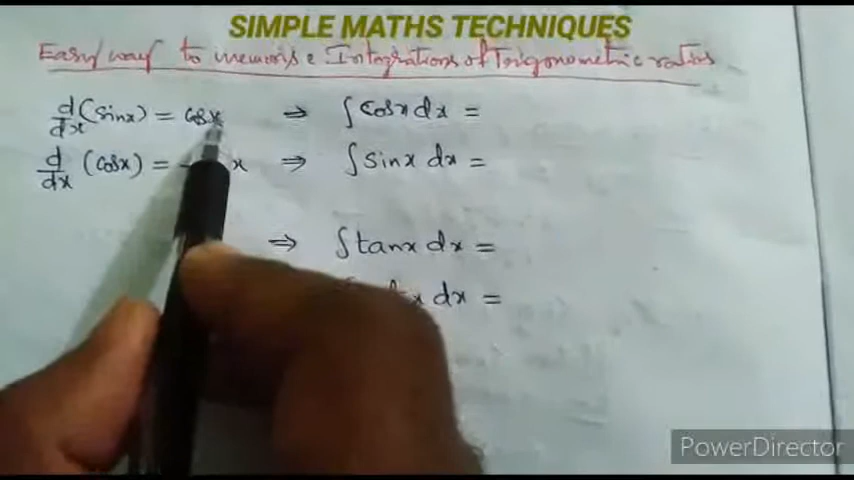 SIMPLE MATHS TECHNIQUES
Easy way to memorise Integrations of Trigonometric ratios
d/dx (sinx) = cosx ⇒ ∫ cosx dx =
d/dx (cosx) = - x ⇒ ∫ sinx dx =
⇒ ∫ tanx dx =
x dx =
PowerDirector